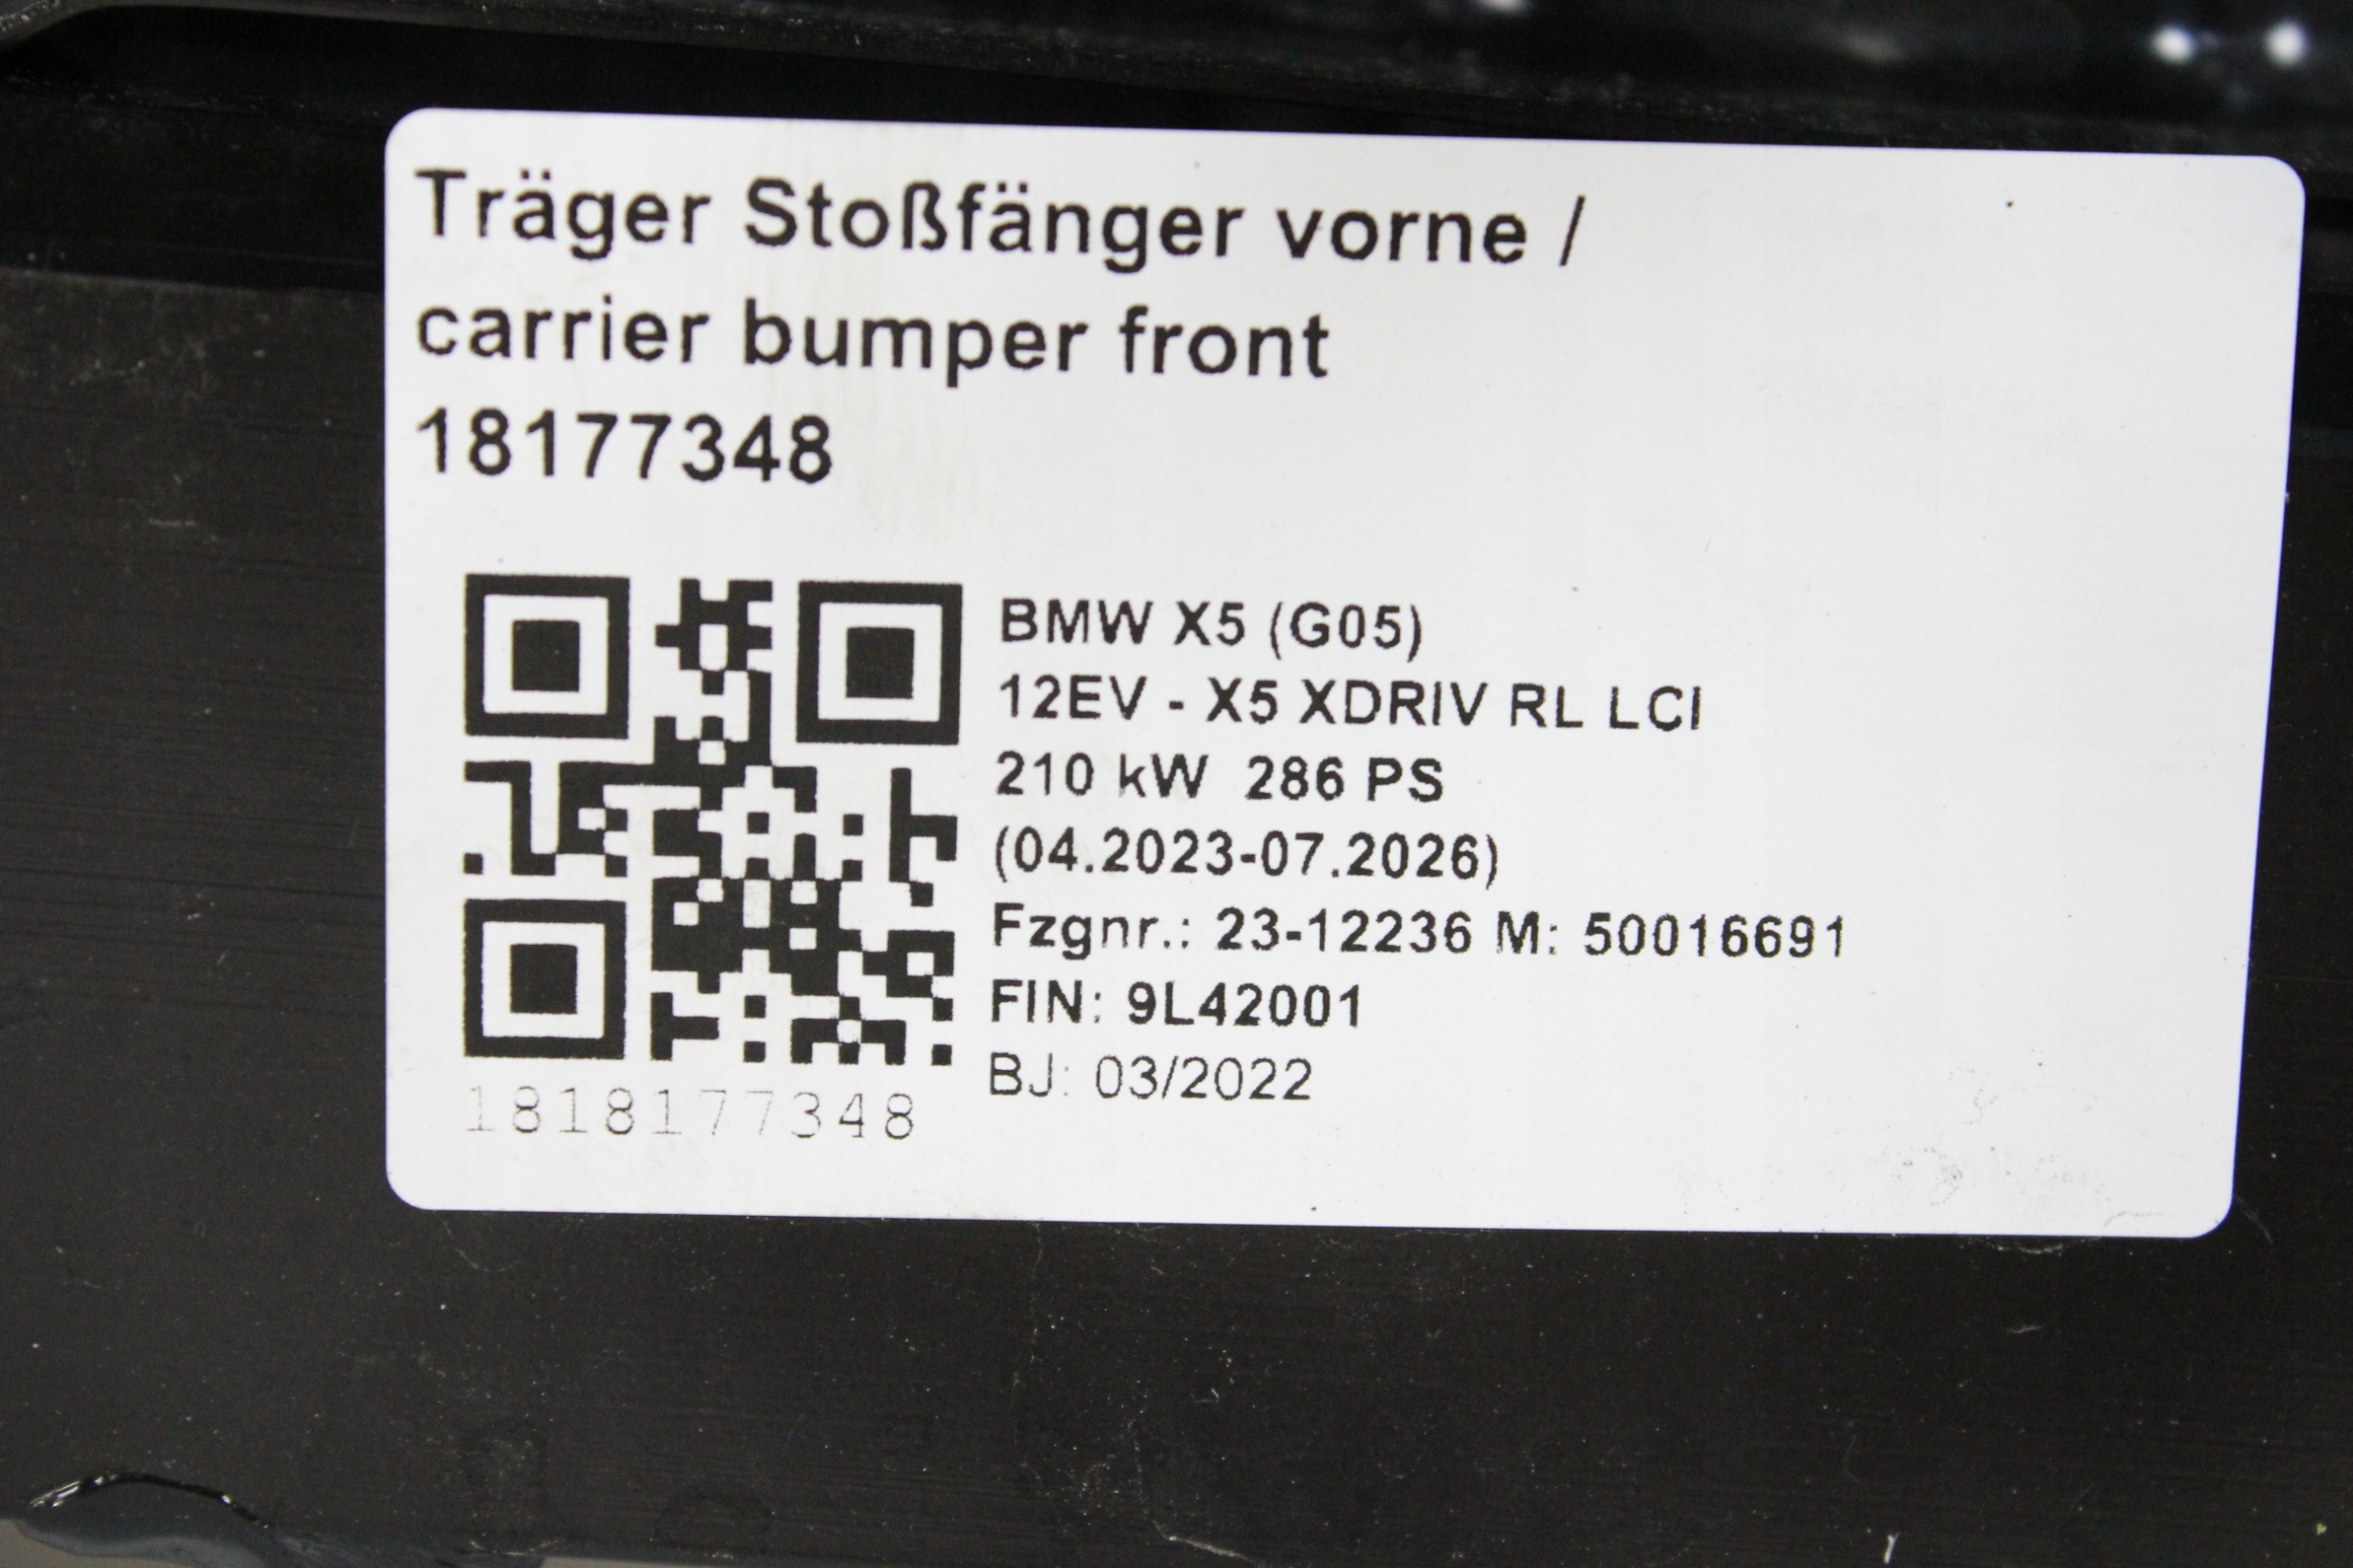 Träger Stoßfänger vorne /
carrier bumper front
18177348
BMW X5 (G05)
12EV - X5 XDRIV RL LCI
210 kW 286 PS
(04.2023-07.2026)
Fzgnr.: 23-12236 M: 50016691
FIN: 9L42001
BJ: 03/2022
1818177348